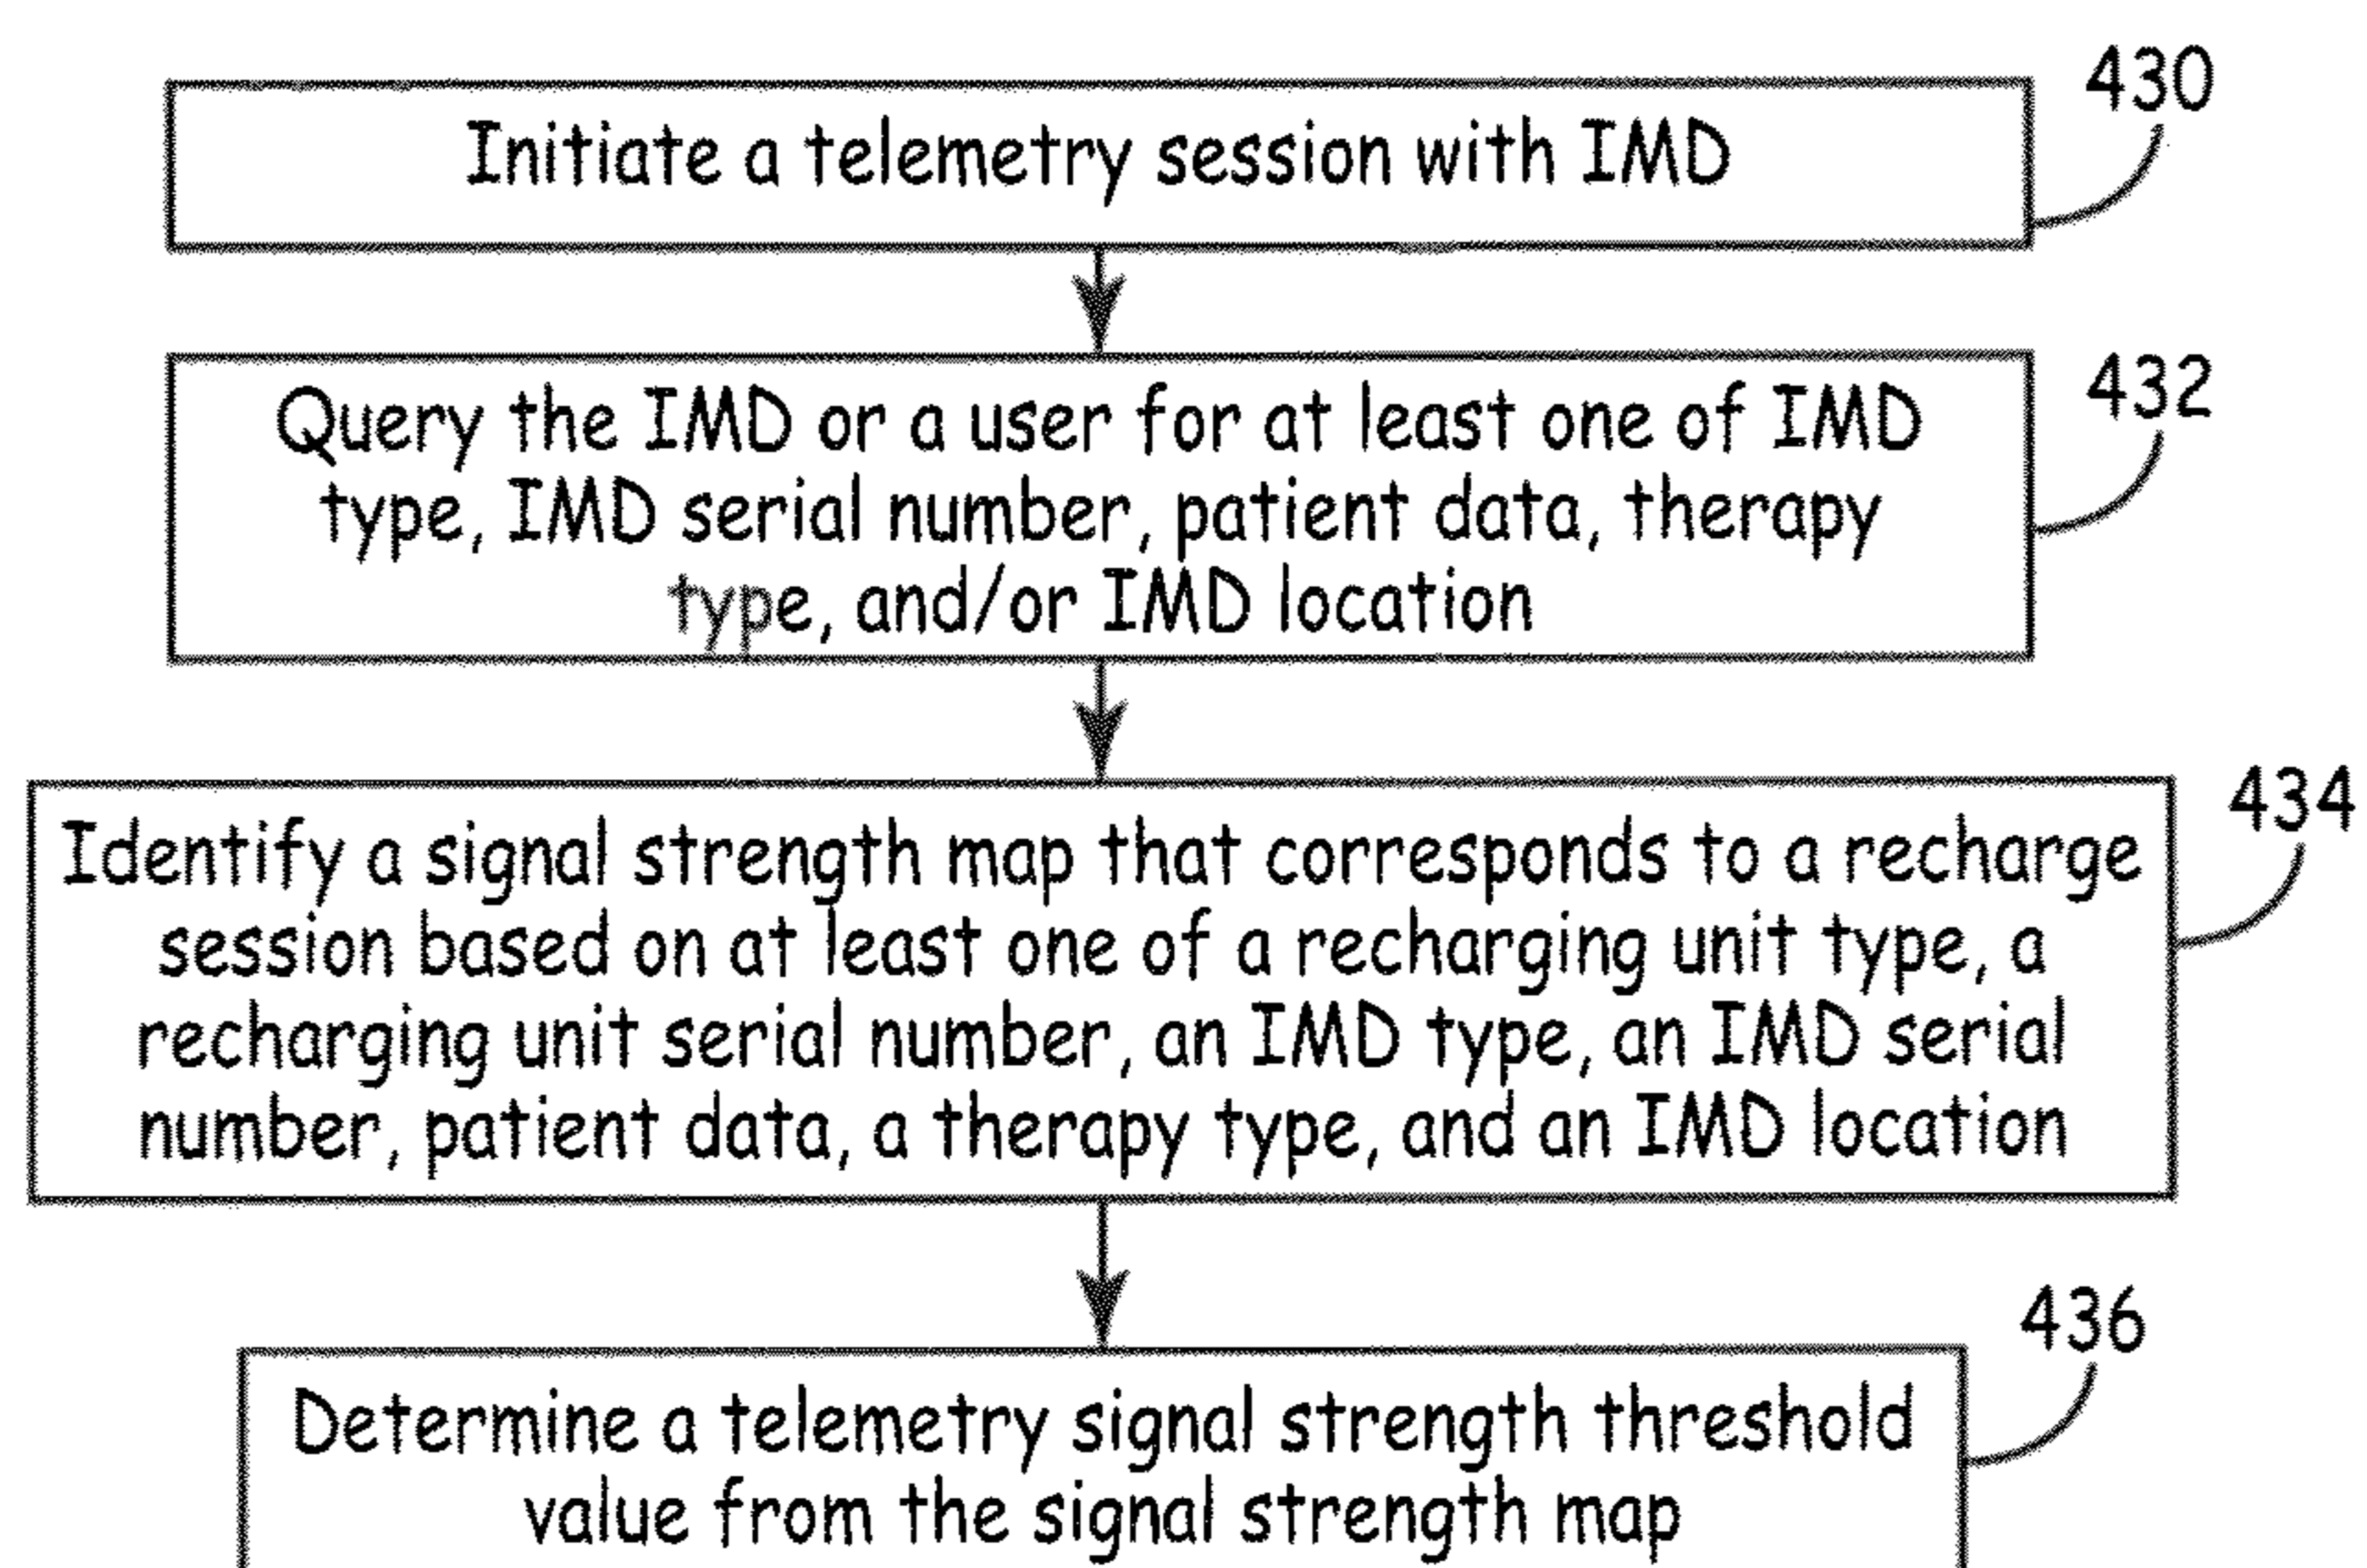 430
Initiate a telemetry session with IMD
432
Query the IMD or a user for at least one of IMD
type, IMD serial number, patient data, therapy
type, and/or IMD location
434
Identify a signal strength map that corresponds to a recharge
session based on at least one of a recharging unit type, a
recharging unit serial number, an IMD type, an IMD serial
number, patient data, a therapy type, and an IMD location
436
Determine a telemetry signal strength threshold
value from the signal strength map